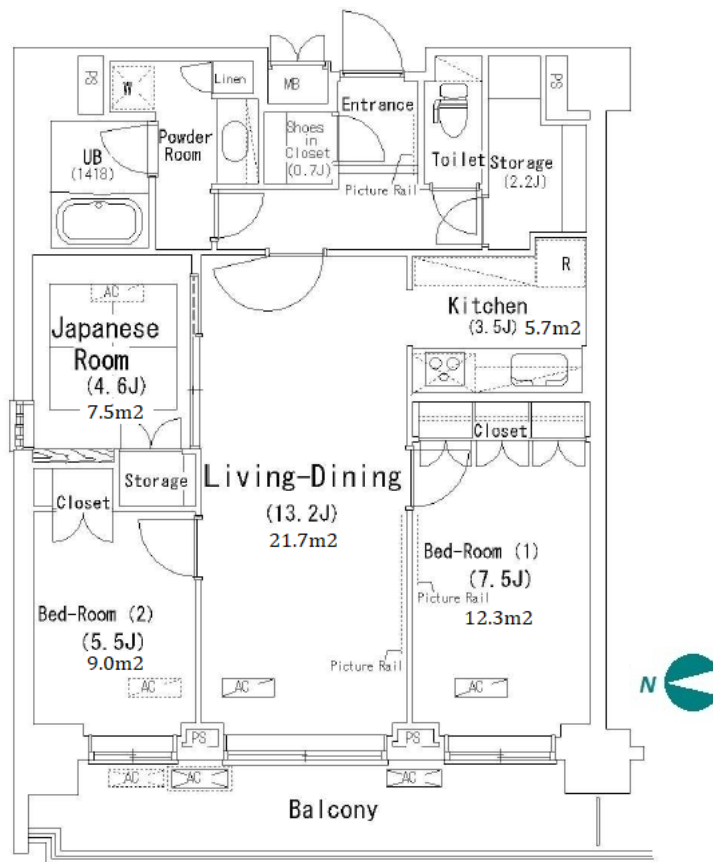 PS
W
Linen
MB
Entrance
PS
UB
(1418)
Powder
Room
Shoes
in
Closet
(0.7J)
Toilet
Storage
(2.2J)
Picture Rail
AC
R
Japanese
Room
(4.6J)
7.5m2
Kitchen
(3.5J) 5.7m2
Closet
Storage
Closet
Living-Dining
(13.2J)
21.7m2
Bed-Room (1)
(7.5J)
Picture Rail
12.3m2
Bed-Room (2)
(5.5J)
9.0m2
Picture Rail
AC
AC
AC
N
PS
PS
AC
AC
AC
Balcony